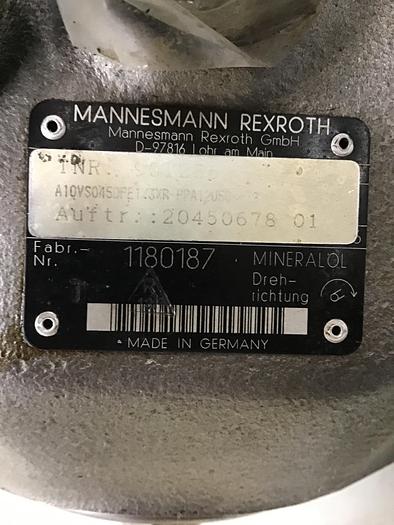 MANNESMANN REXROTH
Mannesmann Rexroth GmbH
D-97816 Lohr am Main
TNR.:
Auftr.:20450678 01
Fabr.-
Nr. 1180187 MINERALÖL
Dreh-
richtung
MADE IN GERMANY